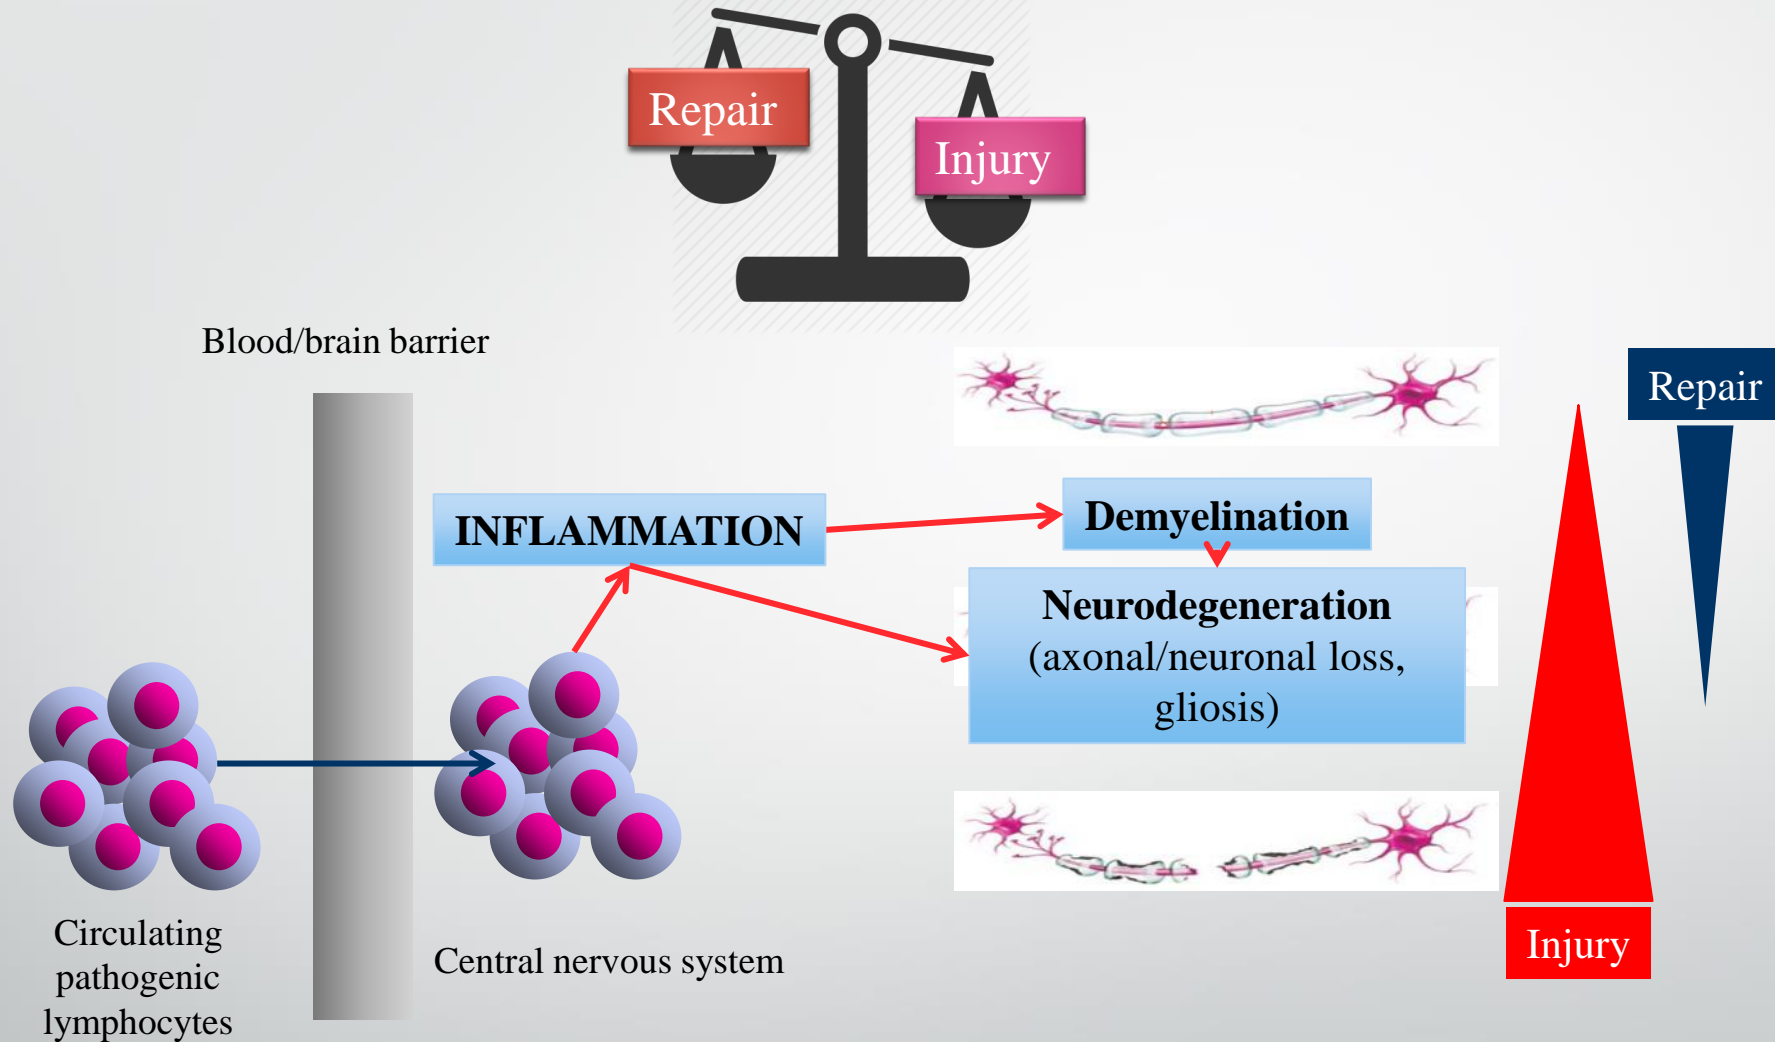 Repair
Injury
Blood/brain barrier
Repair
INFLAMMATION
Demyelination
Neurodegeneration
(axonal/neuronal loss,
gliosis)
Circulating
pathogenic
lymphocytes
Central nervous system
Injury